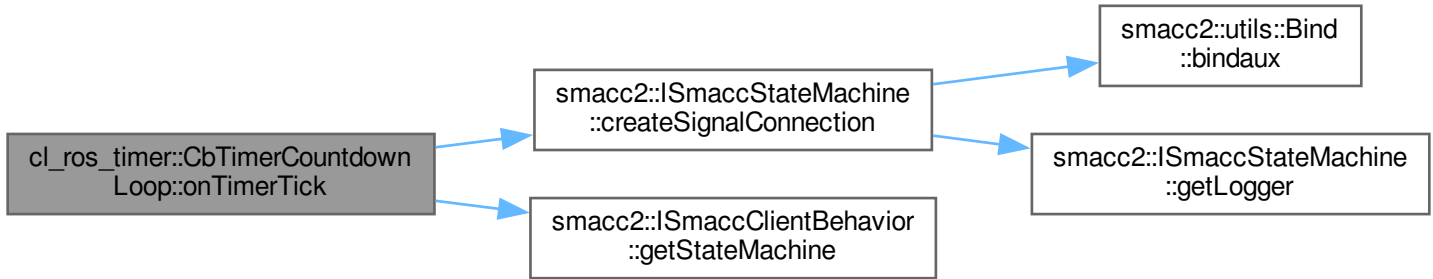 cl_ros_timer::CbTimerCountdown
Loop::onTimerTick
smacc2::ISmaccStateMachine
::createSignalConnection
smacc2::utils::Bind
::bindaux
smacc2::ISmaccStateMachine
::getLogger
smacc2::ISmaccClientBehavior
::getStateMachine